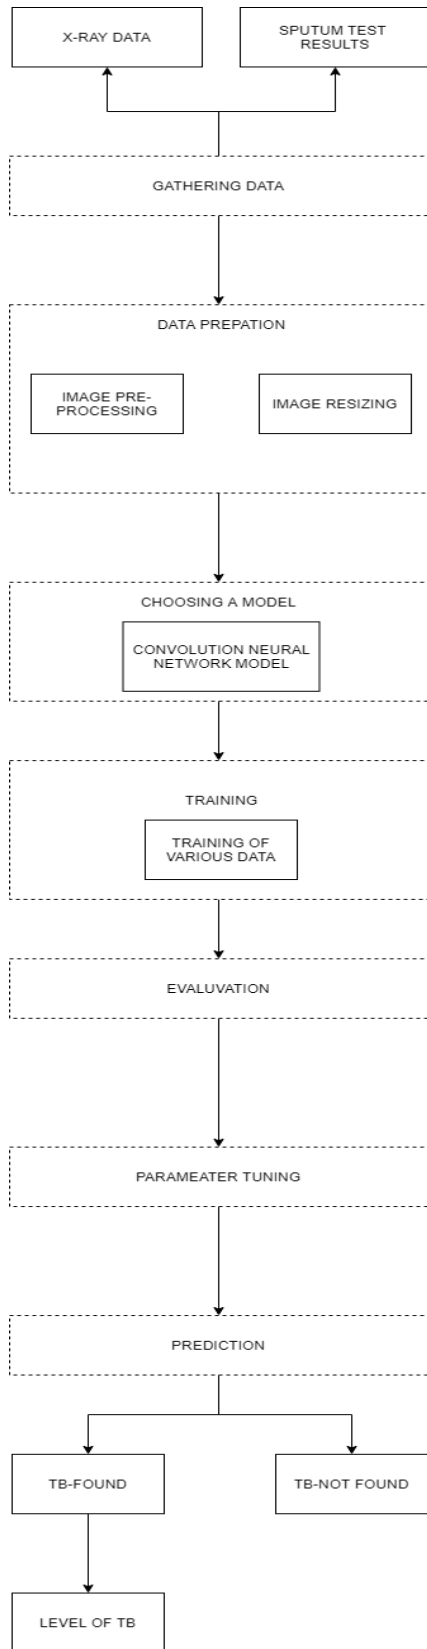 X-RAY DATA
SPUTUM TEST
RESULTS
GATHERING DATA
DATA PREPATION
IMAGE PRE-
PROCESSING
IMAGE RESIZING
CHOOSING A MODEL
CONVOLUTION NEURAL
NETWORK MODEL
TRAINING
TRAINING OF
VARIOUS DATA
EVALUVATION
PARAMEATER TUNING
PREDICTION
TB-FOUND
TB-NOT FOUND
LEVEL OF TB